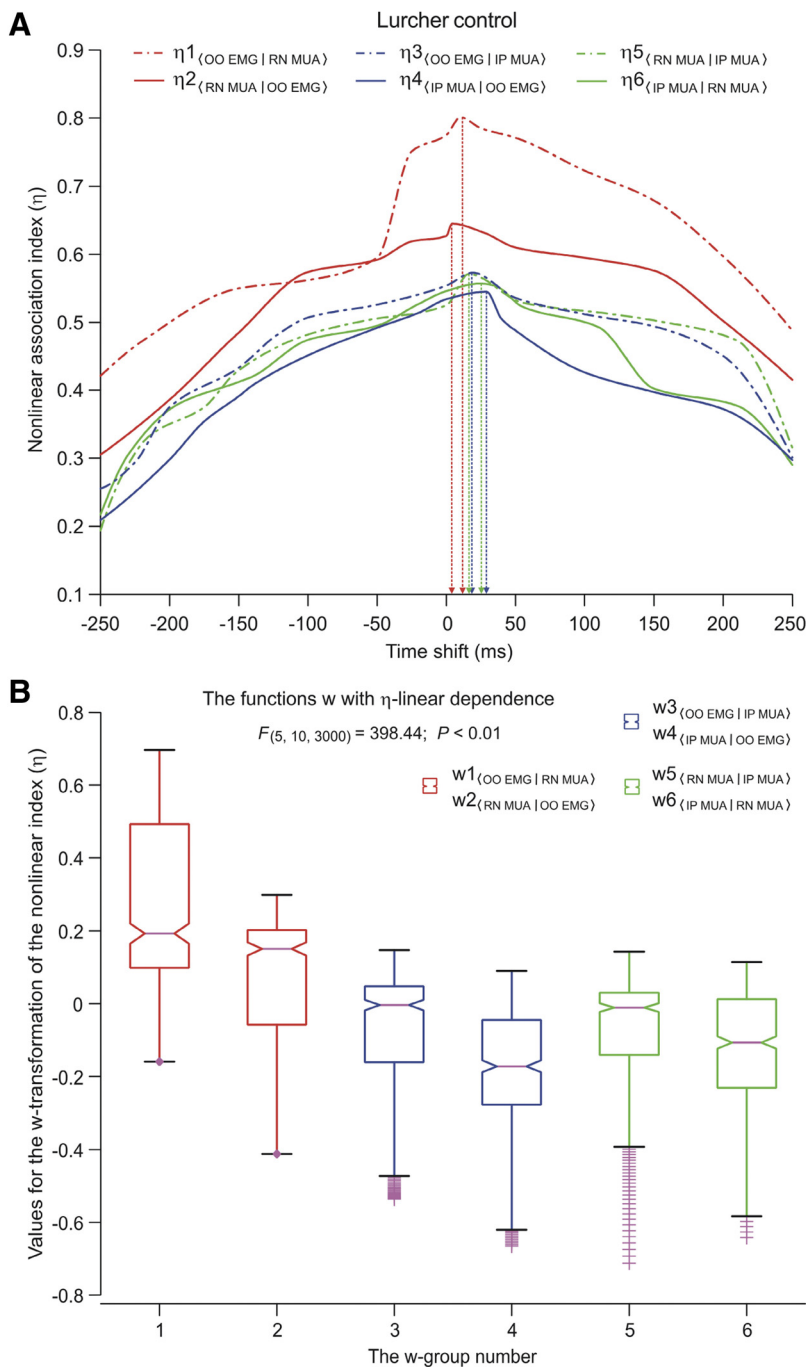 A
Lurcher control
η1⟨OO EMG | RN MUA⟩ η3⟨OO EMG | IP MUA⟩ η5⟨RN MUA | IP MUA⟩
η2⟨RN MUA | OO EMG⟩ η4⟨IP MUA | OO EMG⟩ η6⟨IP MUA | RN MUA⟩
Nonlinear association index (η)
0.9
0.8
0.7
0.6
0.5
0.4
0.3
0.2
0.1
-250 -200 -150 -100 -50 0 50 100 150 200 250
Time shift (ms)
B
The functions w with η-linear dependence
F(5, 10, 3000) = 398.44; P < 0.01
w3⟨OO EMG | IP MUA⟩
w4⟨IP MUA | OO EMG⟩
w1⟨OO EMG | RN MUA⟩ w5⟨RN MUA | IP MUA⟩
w2⟨RN MUA | OO EMG⟩ w6⟨IP MUA | RN MUA⟩
Values for the w-transformation of the nonlinear index (η)
0.8
0.6
0.4
0.2
0
-0.2
-0.4
-0.6
-0.8
1 2 3 4 5 6
The w-group number